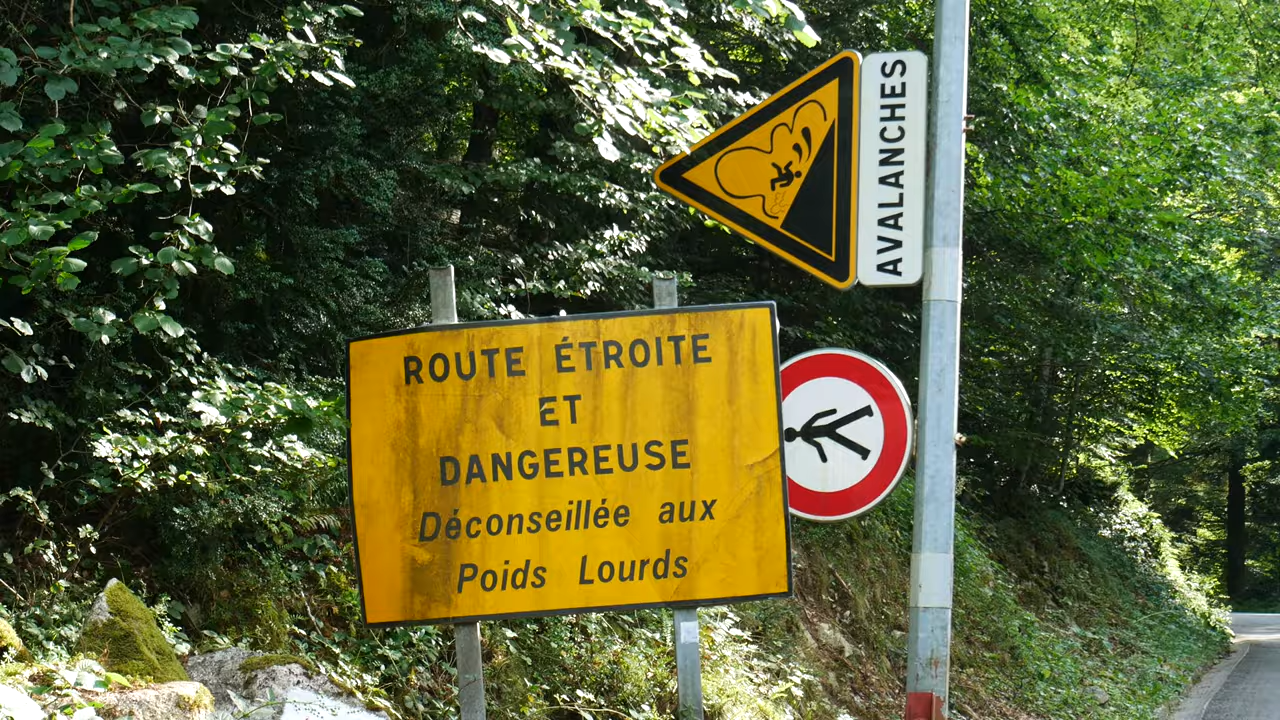 AVALANCHES
ROUTE ÉTROITE
ET
DANGEREUSE
Déconseillée aux
Poids Lourds